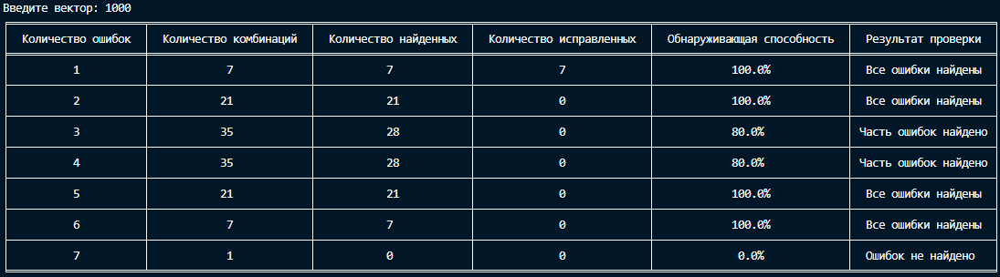 Введите вектор: 1000
Количество ошибок Количество комбинаций Количество найденных Количество исправленных Обнаруживающая способность Результат проверки
1 7 7 7 100.0% Все ошибки найдены
2 21 21 0 100.0% Все ошибки найдены
3 35 28 0 80.0% Часть ошибок найдено
4 35 28 0 80.0% Часть ошибок найдено
5 21 21 0 100.0% Все ошибки найдены
6 7 7 0 100.0% Все ошибки найдены
7 1 0 0 0.0% Ошибок не найдено